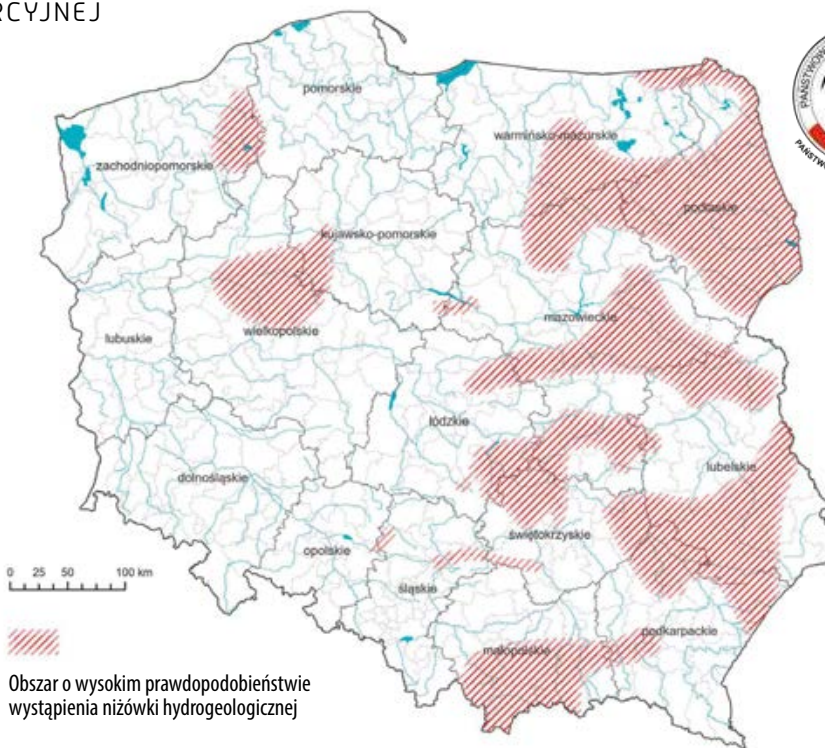 RCYJNEJ
pomorskie
warmińsko-mazurskie
zachodniopomorskie
podlaskie
kujawsko-pomorskie
mazowieckie
wielkopolskie
lubuskie
łódzkie
lubelskie
dolnośląskie
świętokrzyskie
opolskie
śląskie
podkarpackie
małopolskie
0 25 50 100 km
Obszar o wysokim prawdopodobieństwie
wystąpienia niżówki hydrogeologicznej